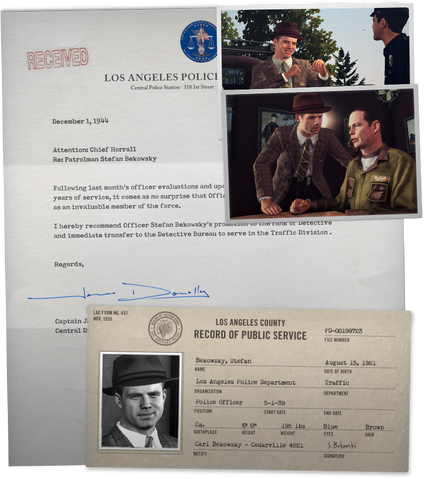 RECEIVED
LOS ANGELES POLIC
Central Police Station · 318 1st Street ·
December 1, 1944
Attention: Chief Horrall
Re: Patrolman Stefan Bekowsky
Following last month's officer evaluations and upo
years of service, it comes as no surprise that Offi
as an invaluable member of the force.
I hereby recommend Officer Stefan Bekowsky's promotion to the rank of Detective
and immediate transfer to the Detective Bureau to serve in the Traffic Division.
Regards,
Captain J
Central D
LAC FORM NO. 452
NOV. 1930
LOS ANGELES COUNTY
RECORD OF PUBLIC SERVICE
FILE NUMBER
Bekowsky, Stefan
August 15, 1921
NAME
DATE OF BIRTH
Los Angeles Police Department
Traffic
ORGANIZATION
DEPARTMENT
Police Officer
5-1-39
POSITION
START DATE
END DATE
Ca.
6' 0"
195 lbs
Blue
Brown
BIRTHPLACE
HEIGHT
WEIGHT
EYES
HAIR
Carl Bekowsky - Cedarville 4821
NOTIFY
SIGNATURE